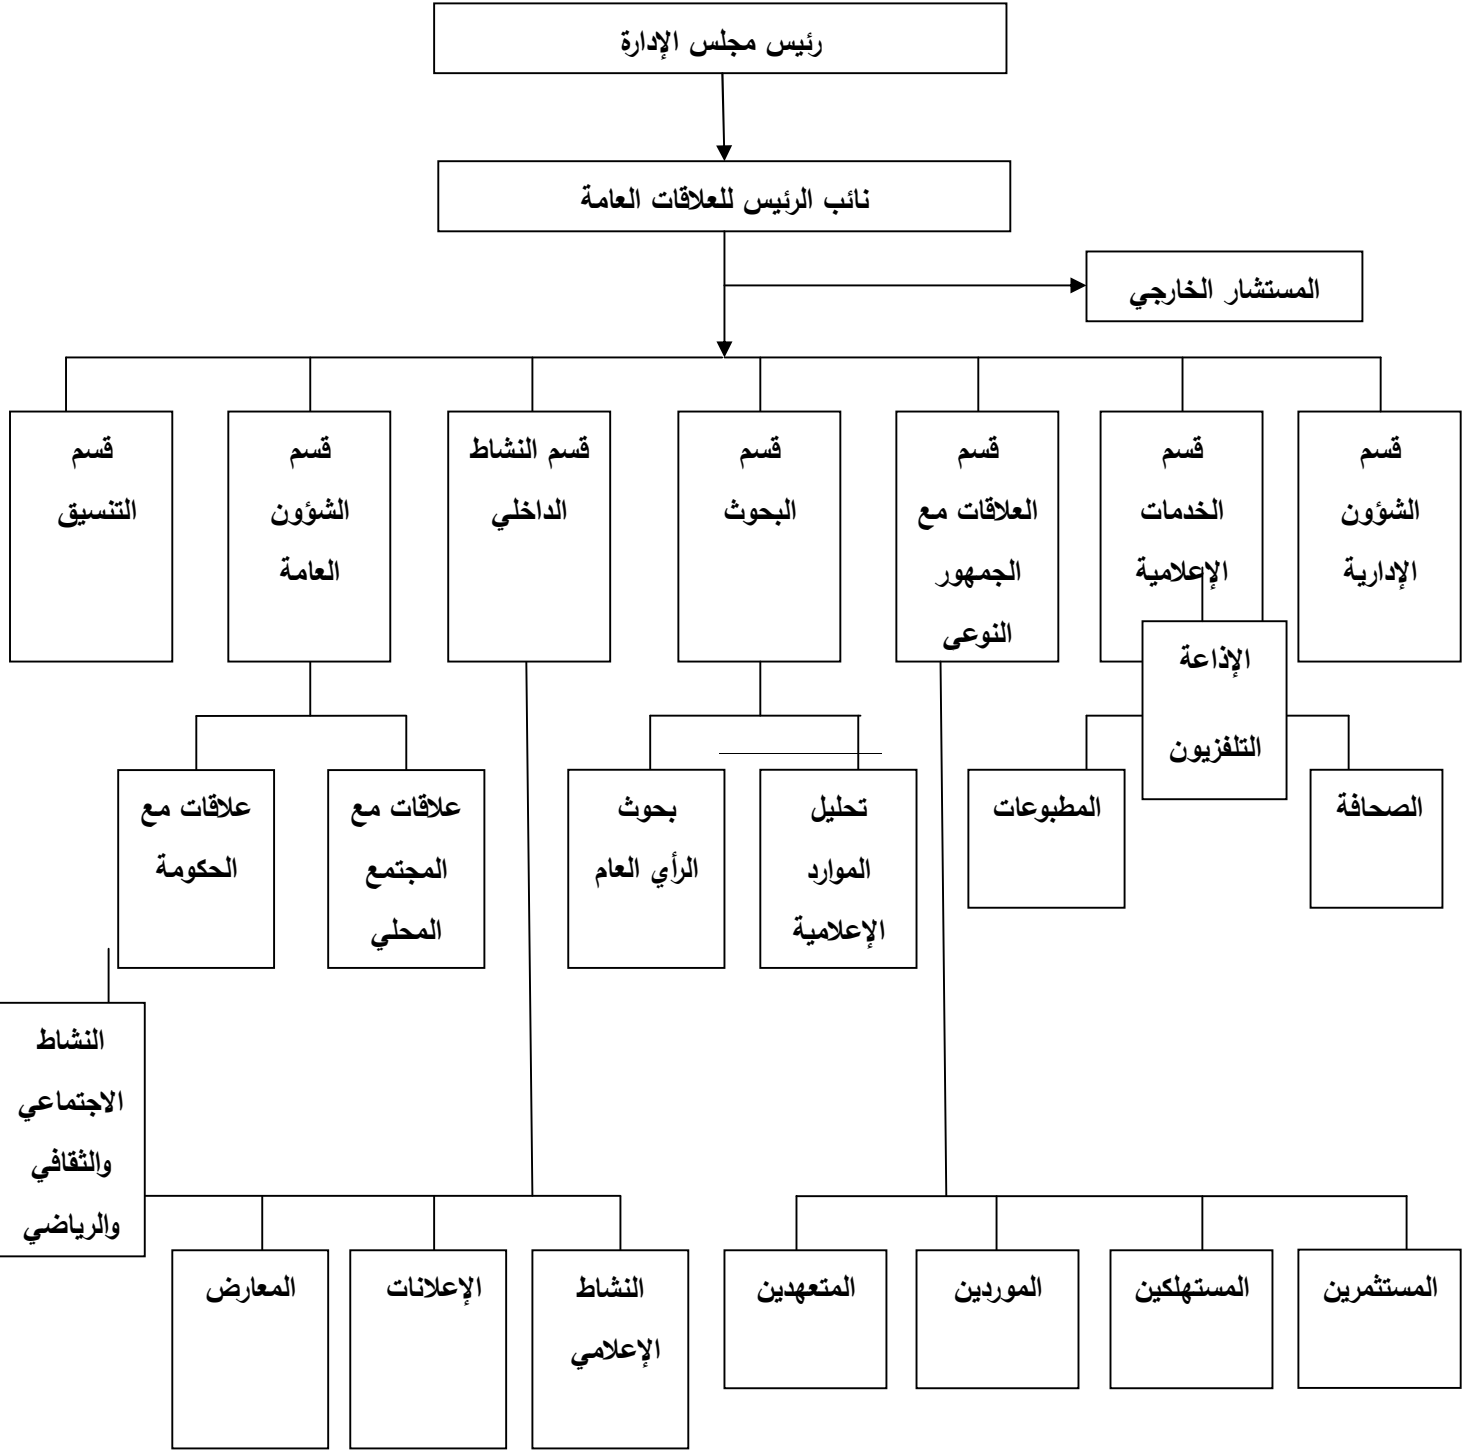 رئيس مجلس الإدارة
نائب الرئيس للعلاقات العامة
المستشار الخارجي
قسم
الشؤون
الإدارية
قسم
الخدمات
الإعلامية
قسم
العلاقات مع
الجمهور
النوعى
قسم
البحوث
قسم النشاط
الداخلي
قسم
الشؤون
العامة
قسم
التنسيق
الإذاعة
التلفزيون
الصحافة
المطبوعات
تحليل
الموارد
الإعلامية
بحوث
الرأي العام
علاقات مع
المجتمع
المحلي
علاقات مع
الحكومة
النشاط
الاجتماعي
والثقافي
والرياضي
المستثمرين
المستهلكين
الموردين
المتعهدين
النشاط
الإعلامي
الإعلانات
المعارض